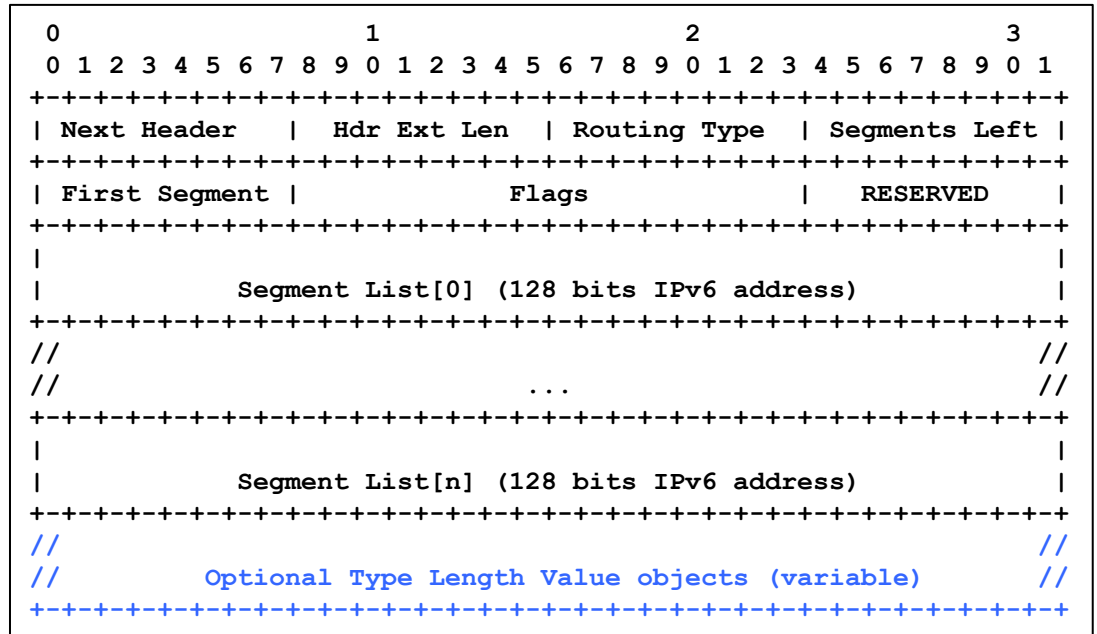 0                   1                   2                   3
 0 1 2 3 4 5 6 7 8 9 0 1 2 3 4 5 6 7 8 9 0 1 2 3 4 5 6 7 8 9 0 1
+-+-+-+-+-+-+-+-+-+-+-+-+-+-+-+-+-+-+-+-+-+-+-+-+-+-+-+-+-+-+-+-+
| Next Header   |  Hdr Ext Len  | Routing Type  | Segments Left |
+-+-+-+-+-+-+-+-+-+-+-+-+-+-+-+-+-+-+-+-+-+-+-+-+-+-+-+-+-+-+-+-+
| First Segment |             Flags             |   RESERVED    |
+-+-+-+-+-+-+-+-+-+-+-+-+-+-+-+-+-+-+-+-+-+-+-+-+-+-+-+-+-+-+-+-+
|                                                               |
|            Segment List[0] (128 bits IPv6 address)            |
+-+-+-+-+-+-+-+-+-+-+-+-+-+-+-+-+-+-+-+-+-+-+-+-+-+-+-+-+-+-+-+-+
//                                                             //
//                             ...                             //
+-+-+-+-+-+-+-+-+-+-+-+-+-+-+-+-+-+-+-+-+-+-+-+-+-+-+-+-+-+-+-+-+
|                                                               |
|            Segment List[n] (128 bits IPv6 address)            |
+-+-+-+-+-+-+-+-+-+-+-+-+-+-+-+-+-+-+-+-+-+-+-+-+-+-+-+-+-+-+-+-+
//                                                             //
//         Optional Type Length Value objects (variable)       //
+-+-+-+-+-+-+-+-+-+-+-+-+-+-+-+-+-+-+-+-+-+-+-+-+-+-+-+-+-+-+-+-+